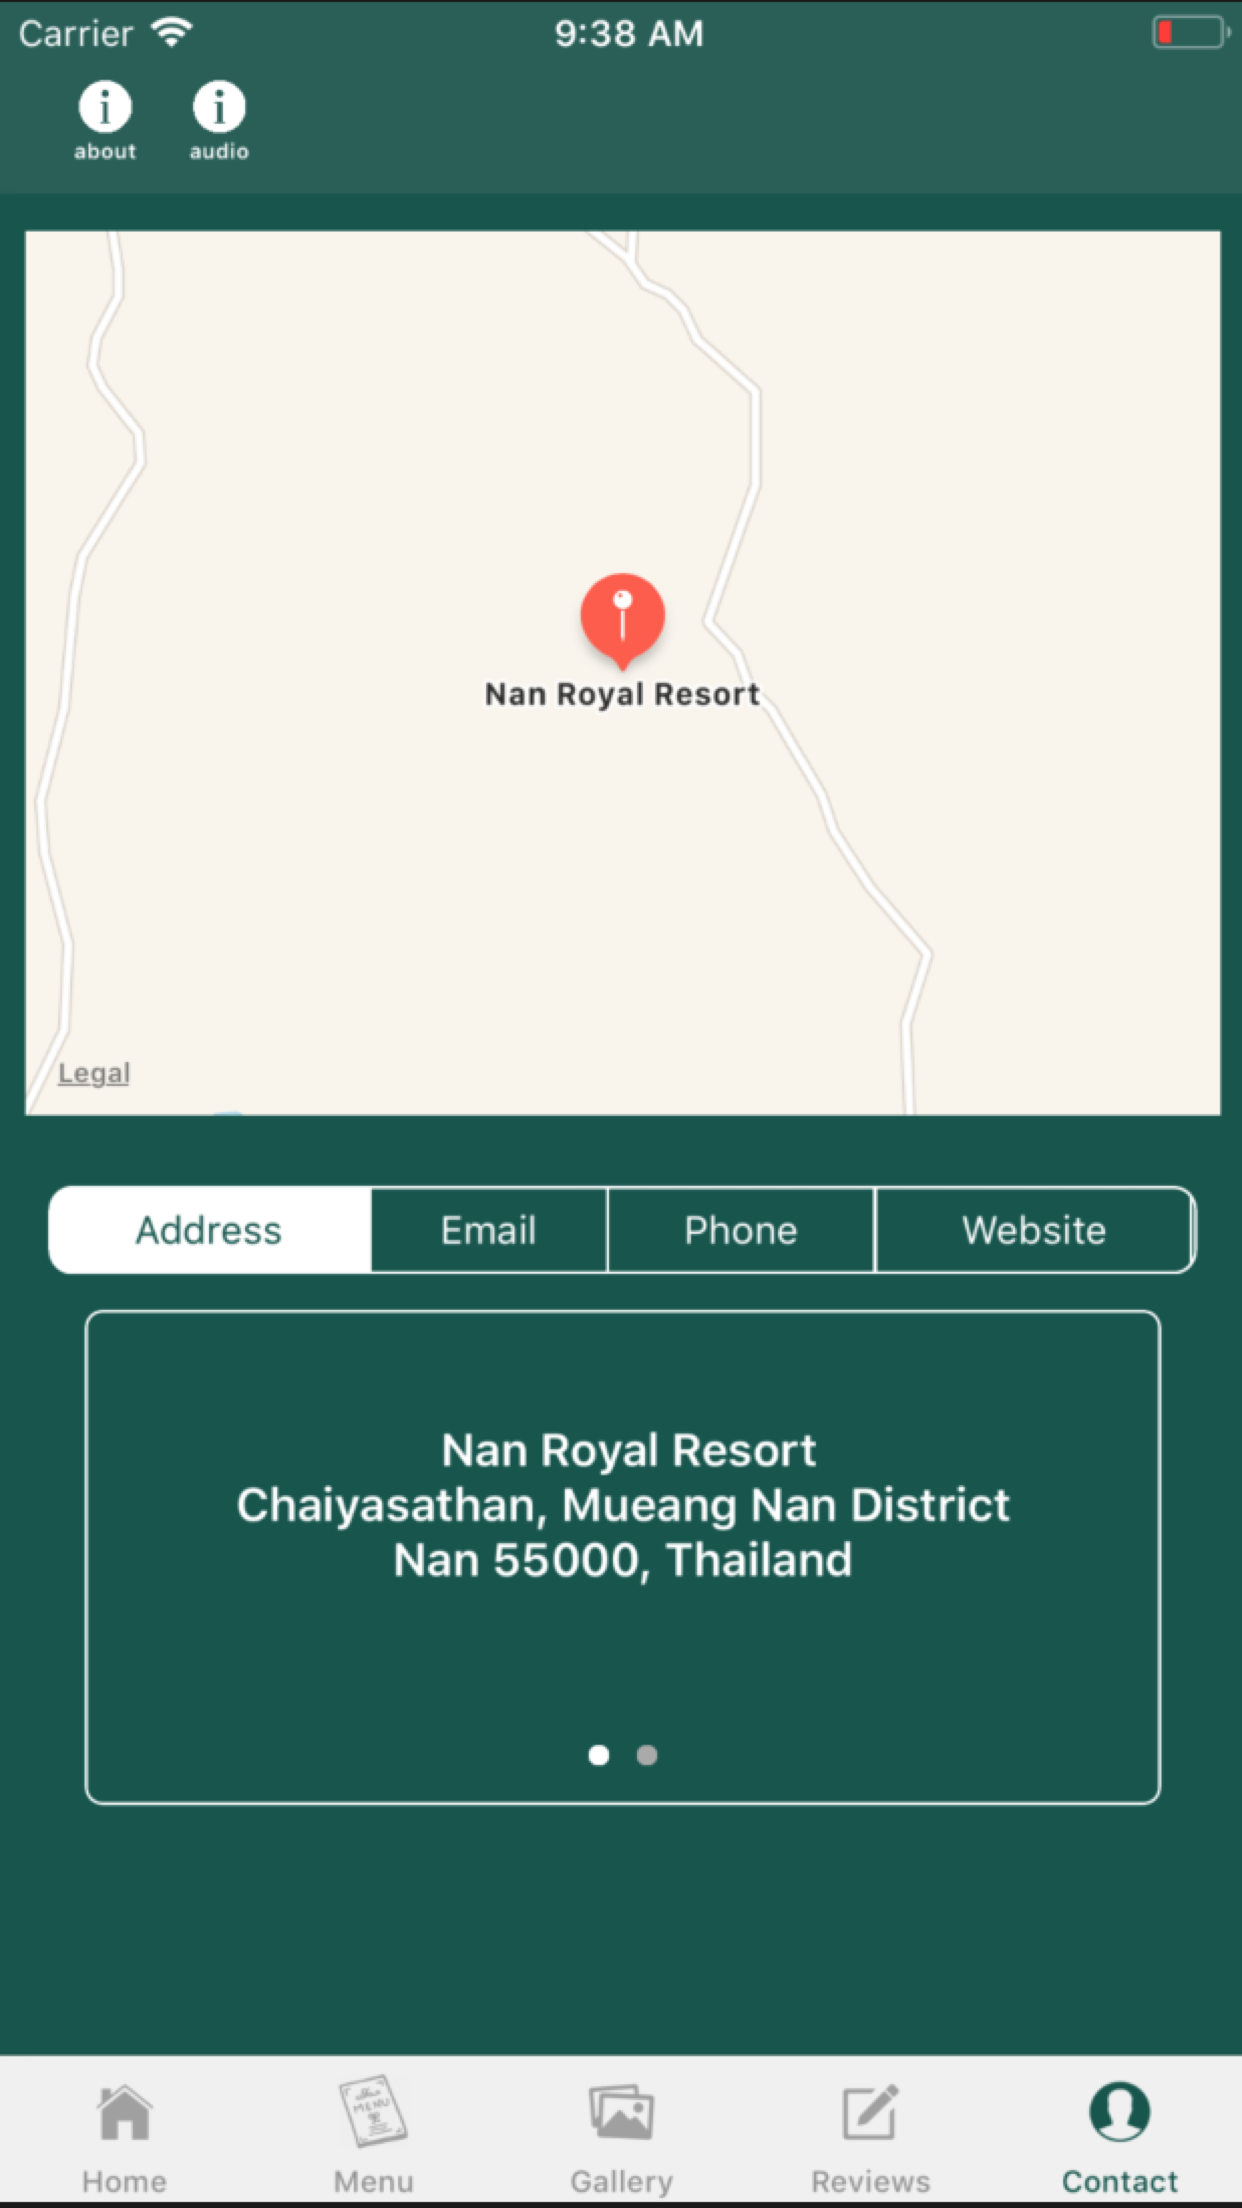 Carrier 9:38 AM
about audio
Nan Royal Resort
Legal
Address Email Phone Website
Nan Royal Resort
Chaiyasathan, Mueang Nan District
Nan 55000, Thailand
MENU
Home Menu Gallery Reviews Contact